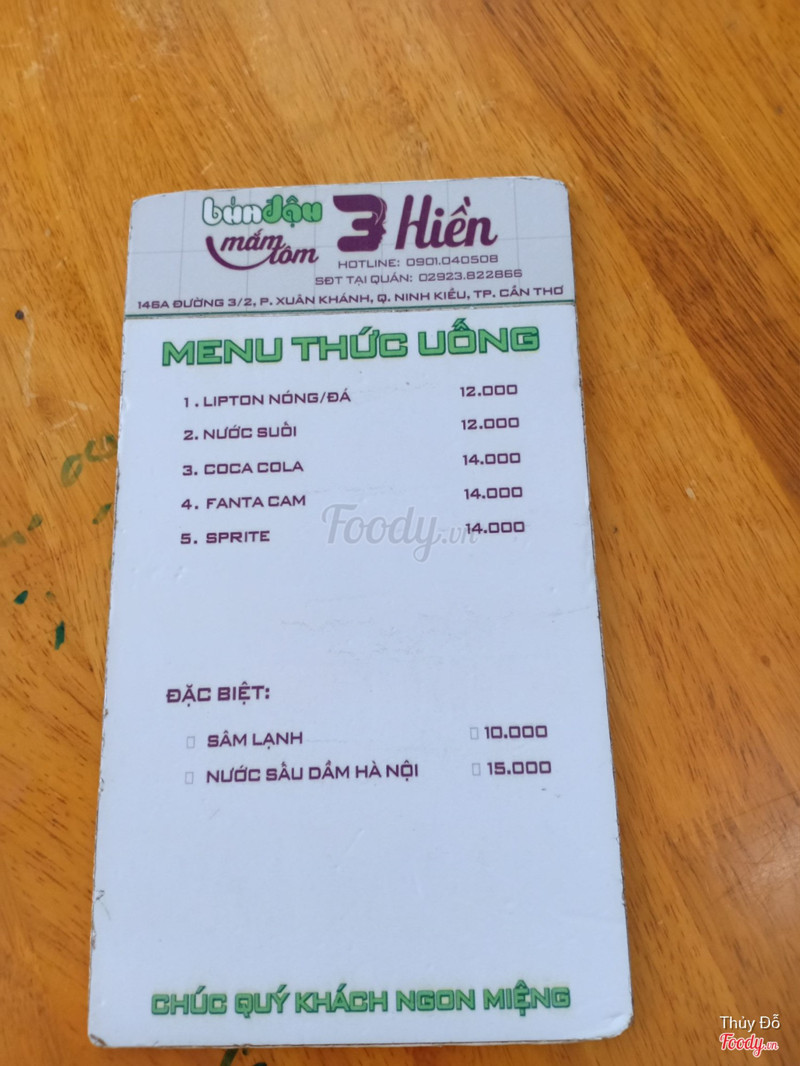 bún đậu
mắm tôm
3 Hiền
HOTLINE: 0901.040508
SĐT TẠI QUÁN: 02923.822866
146A ĐƯỜNG 3/2, P. XUÂN KHÁNH, Q. NINH KIỀU, TP. CẦN THƠ
MENU THỨC UỐNG
1. LIPTON NÓNG/ĐÁ 12.000
2. NƯỚC SUỐI 12.000
3. COCA COLA 14.000
4. FANTA CAM 14.000
5. SPRITE 14.000
Foody.vn
ĐẶC BIỆT:
SÂM LẠNH 10.000
NƯỚC SẤU DẦM HÀ NỘI 15.000
CHÚC QUÝ KHÁCH NGON MIỆNG
Thủy Đỗ
Foody.vn